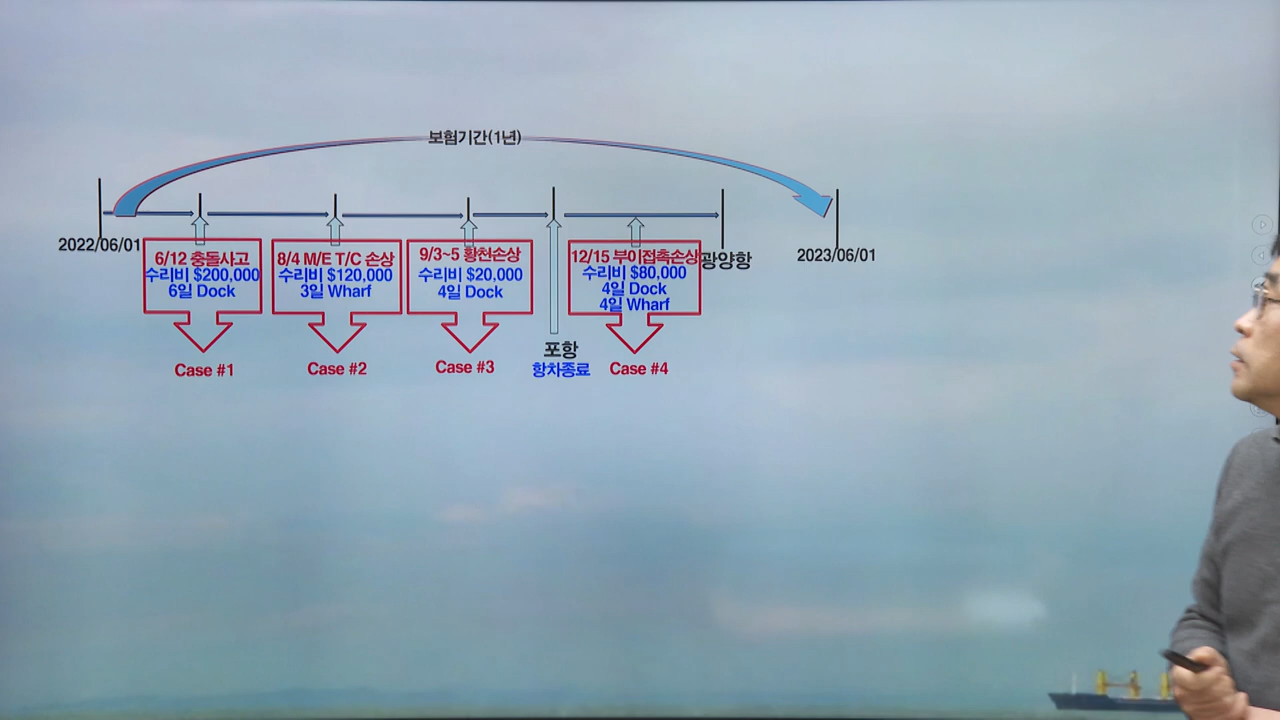 보험기간(1년)
2022/06/01
6/12 충돌사고
수리비 $200,000
6일 Dock
Case #1
8/4 M/E T/C 손상
수리비 $120,000
3일 Wharf
Case #2
9/3~5 황천손상
수리비 $20,000
4일 Dock
Case #3
포항
항차종료
12/15 부이접촉손상
수리비 $80,000
4일 Dock
4일 Wharf
Case #4
광양항
2023/06/01